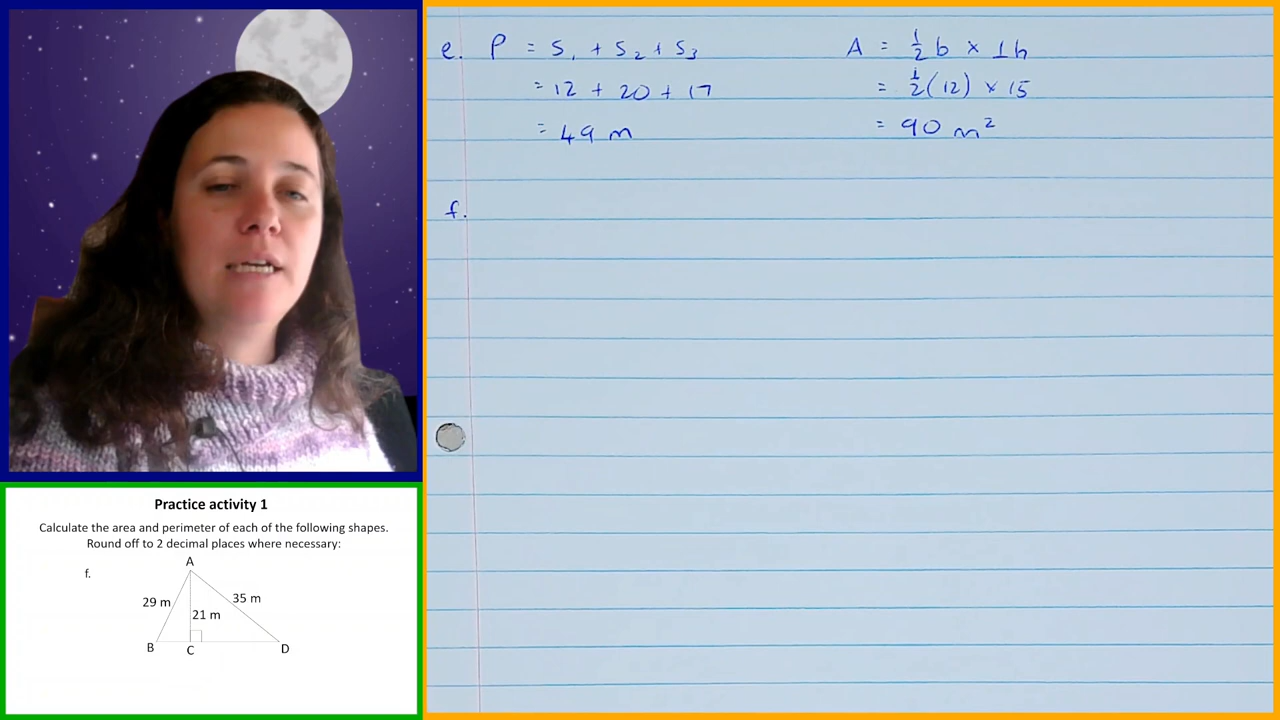 e. P = S₁ + S₂ + S₃
= 12 + 20 + 17
= 49 m
A = ½ b × ⊥h
= ½(12) × 15
= 90 m²
f.
Practice activity 1
Calculate the area and perimeter of each of the following shapes.
Round off to 2 decimal places where necessary:
f.
A
29 m
35 m
21 m
B
C
D